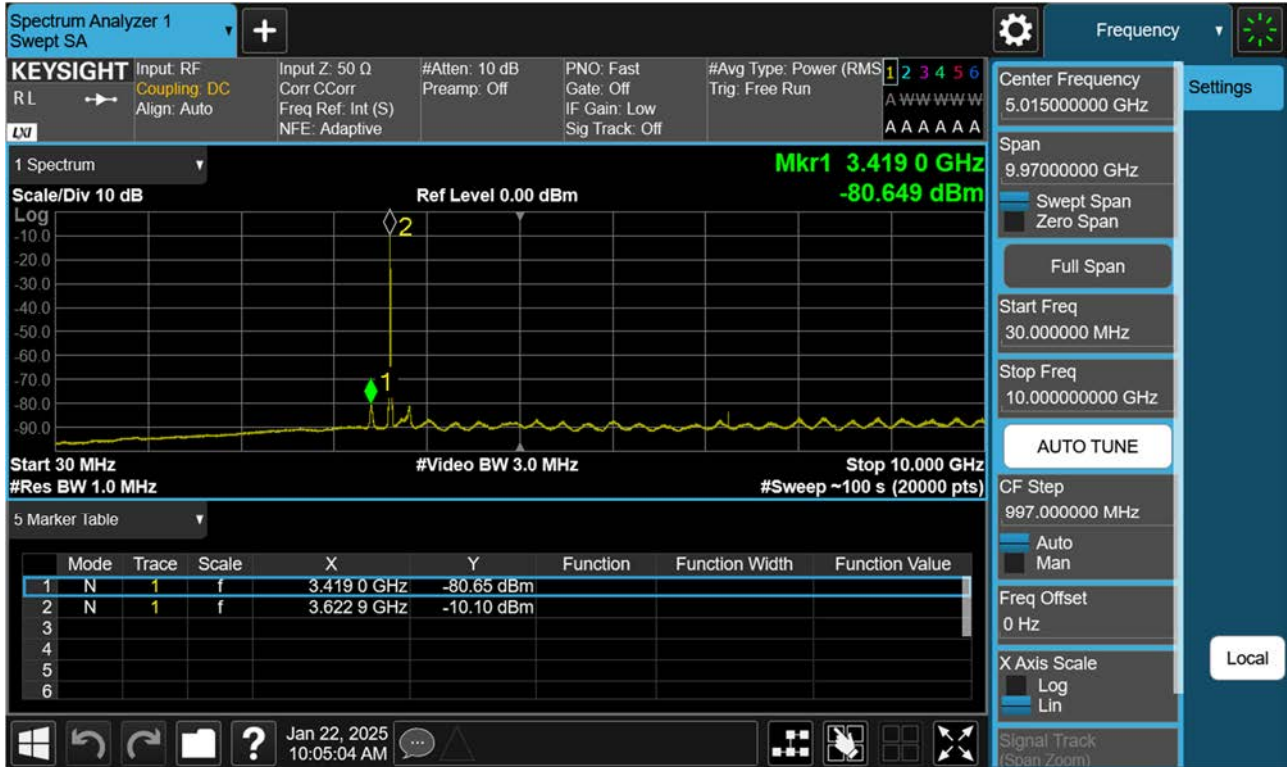 Spectrum Analyzer 1
Swept SA
+
Frequency
KEYSIGHT
RL
LXI
Input: RF
Coupling: DC
Align: Auto
Input Z: 50 Ω
Corr CCorr
Freq Ref: Int (S)
NFE: Adaptive
#Atten: 10 dB
Preamp: Off
PNO: Fast
Gate: Off
IF Gain: Low
Sig Track: Off
#Avg Type: Power (RMS
Trig: Free Run
1 2 3 4 5 6
A W W W W W
A A A A A A
1 Spectrum
Scale/Div 10 dB
Ref Level 0.00 dBm
Mkr1 3.419 0 GHz
-80.649 dBm
Log
-10.0
-20.0
-30.0
-40.0
-50.0
-60.0
-70.0
-80.0
-90.0
2
1
Start 30 MHz
#Video BW 3.0 MHz
Stop 10.000 GHz
#Res BW 1.0 MHz
#Sweep ~100 s (20000 pts)
5 Marker Table
Mode Trace Scale X Y Function Function Width Function Value
1 N 1 f 3.419 0 GHz -80.65 dBm
2 N 1 f 3.622 9 GHz -10.10 dBm
3
4
5
6
?
Jan 22, 2025
10:05:04 AM
Center Frequency
5.015000000 GHz
Span
9.97000000 GHz
Swept Span
Zero Span
Full Span
Start Freq
30.000000 MHz
Stop Freq
10.000000000 GHz
AUTO TUNE
CF Step
997.000000 MHz
Auto
Man
Freq Offset
0 Hz
X Axis Scale
Log
Lin
Signal Track
(Span Zoom)
Settings
Local